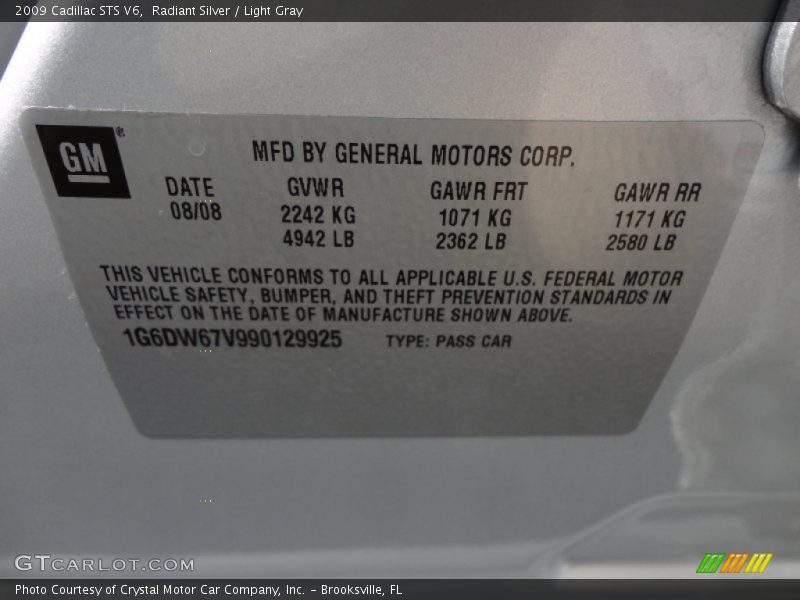 2009 Cadillac STS V6,  Radiant Silver / Light Gray
GM®
MFD BY GENERAL MOTORS CORP.
DATE GVWR GAWR FRT GAWR RR
08/08 2242 KG 1071 KG 1171 KG
4942 LB 2362 LB 2580 LB
THIS VEHICLE CONFORMS TO ALL APPLICABLE U.S. FEDERAL MOTOR
VEHICLE SAFETY, BUMPER, AND THEFT PREVENTION STANDARDS IN
EFFECT ON THE DATE OF MANUFACTURE SHOWN ABOVE.
1G6DW67V990129925 TYPE: PASS CAR
GTCARLOT.COM
Photo Courtesy of Crystal Motor Car Company, Inc. – Brooksville, FL